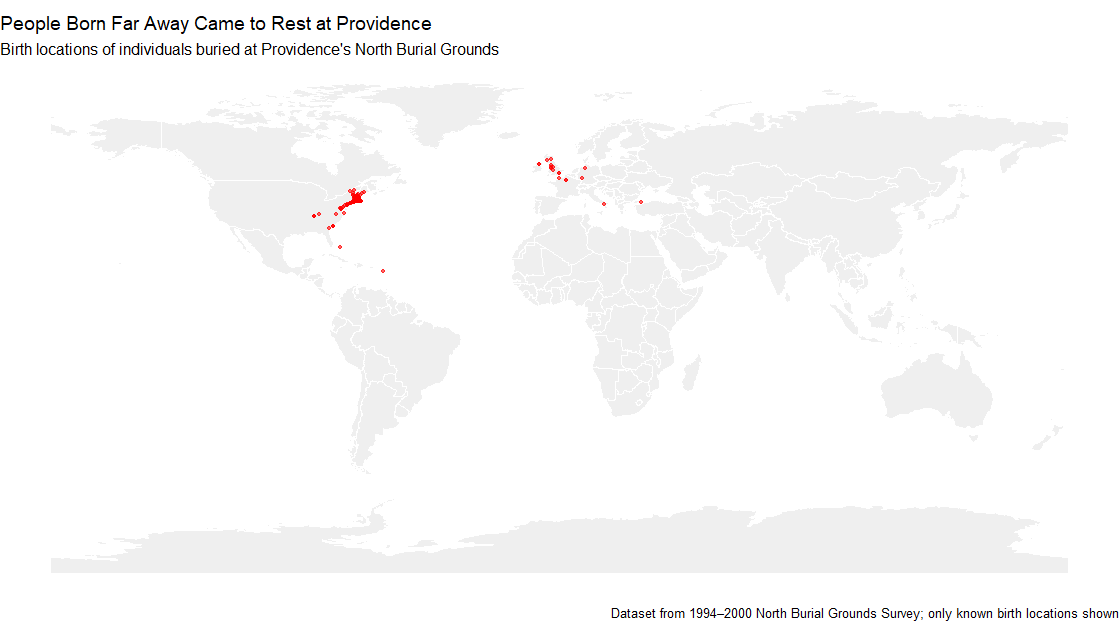 People Born Far Away Came to Rest at Providence
Birth locations of individuals buried at Providence's North Burial Grounds
Dataset from 1994–2000 North Burial Grounds Survey; only known birth locations shown